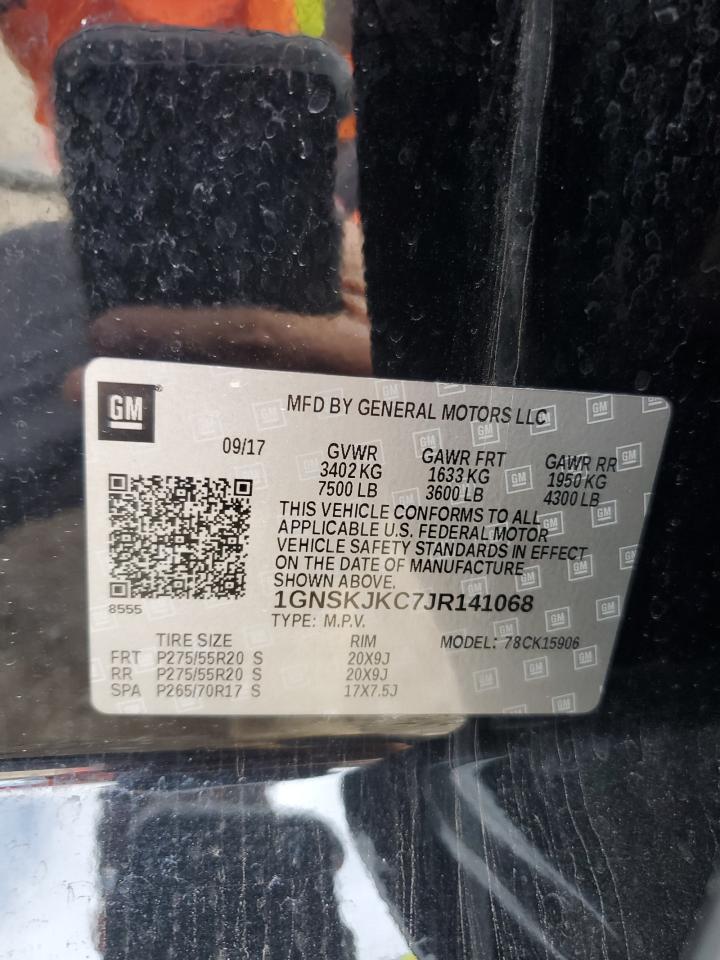 GM
MFD BY GENERAL MOTORS LLC
09/17
GVWR GAWR FRT GAWR RR
3402 KG 1633 KG 1950 KG
7500 LB 3600 LB 4300 LB
THIS VEHICLE CONFORMS TO ALL
APPLICABLE U.S. FEDERAL MOTOR
VEHICLE SAFETY STANDARDS IN EFFECT
ON THE DATE OF MANUFACTURE
SHOWN ABOVE.
8555
1GNSKJKC7JR141068
TYPE: M.P.V.
TIRE SIZE RIM MODEL: 78CK15906
FRT P275/55R20 S 20X9J
RR P275/55R20 S 20X9J
SPA P265/70R17 S 17X7.5J